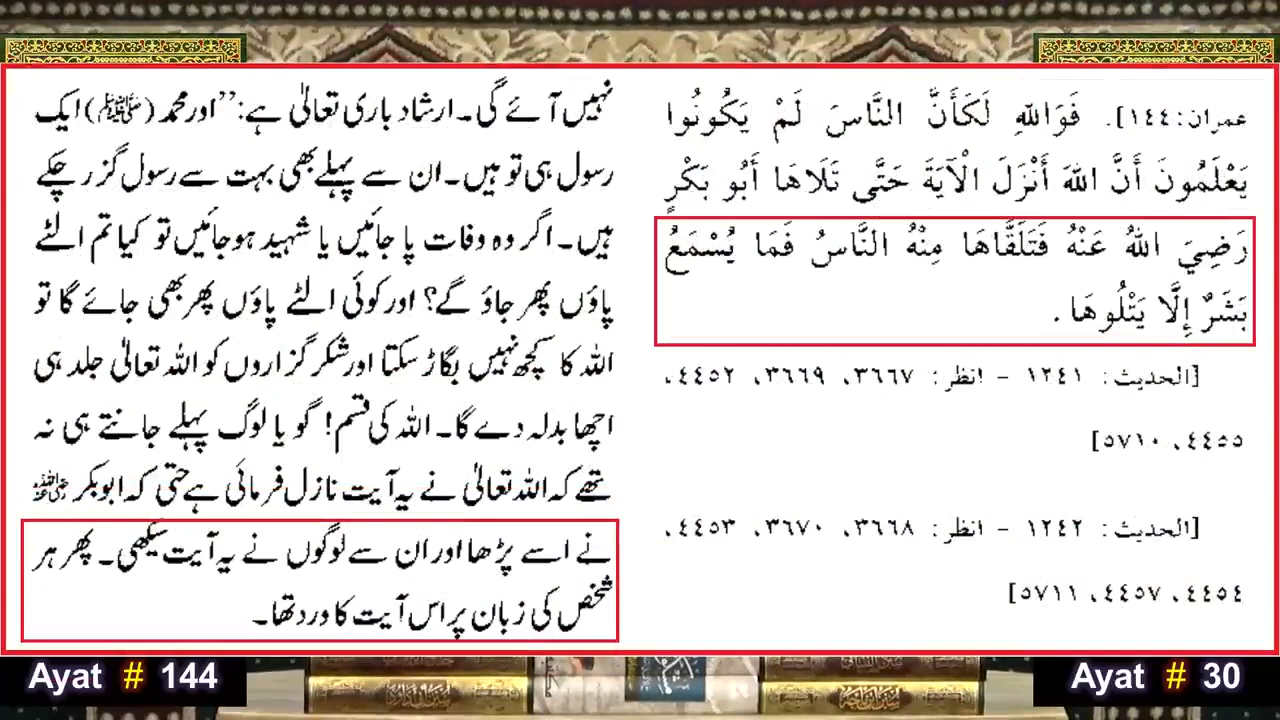 عمران: ١٤٤]. فَوَاللهِ لَكَأَنَّ النَّاسَ لَمْ يَكُونُوا
يَعْلَمُونَ أَنَّ اللهَ أَنْزَلَ الْآيَةَ حَتَّى تَلَاهَا أَبُو بَكْرٍ
رَضِيَ اللهُ عَنْهُ فَتَلَقَّاهَا مِنْهُ النَّاسُ فَمَا يُسْمَعُ
بَشَرٌ إِلَّا يَتْلُوهَا.
[الحديث: ١٢٤١ - انظر: ٣٦٦٧، ٣٦٦٩، ٤٤٥٢،
٤٤٥٥، ٥٧١٠]
[الحديث: ١٢٤٢ - انظر: ٣٦٦٨، ٣٦٧٠، ٤٤٥٣،
٤٤٥٤، ٤٤٥٧، ٥٧١١]
نہیں آئے گی۔ ارشاد باری تعالیٰ ہے: ”اور محمد (ﷺ) ایک
رسول ہی تو ہیں۔ ان سے پہلے بھی بہت سے رسول گزر چکے
ہیں۔ اگر وہ وفات پا جائیں یا شہید ہو جائیں تو کیا تم الٹے
پاؤں پھر جاؤ گے؟ اور کوئی الٹے پاؤں پھر بھی جائے گا تو
اللہ کا کچھ نہیں بگاڑ سکتا اور شکر گزاروں کو اللہ تعالیٰ جلد ہی
اچھا بدلہ دے گا۔ اللہ کی قسم! گویا لوگ پہلے جانتے ہی نہ
تھے کہ اللہ تعالیٰ نے یہ آیت نازل فرمائی ہے حتی کہ ابوبکر رضی اللہ عنہ
نے اسے پڑھا اور ان سے لوگوں نے یہ آیت سیکھی۔ پھر ہر
شخص کی زبان پر اس آیت کا ورد تھا۔
Ayat # 144
Ayat # 30